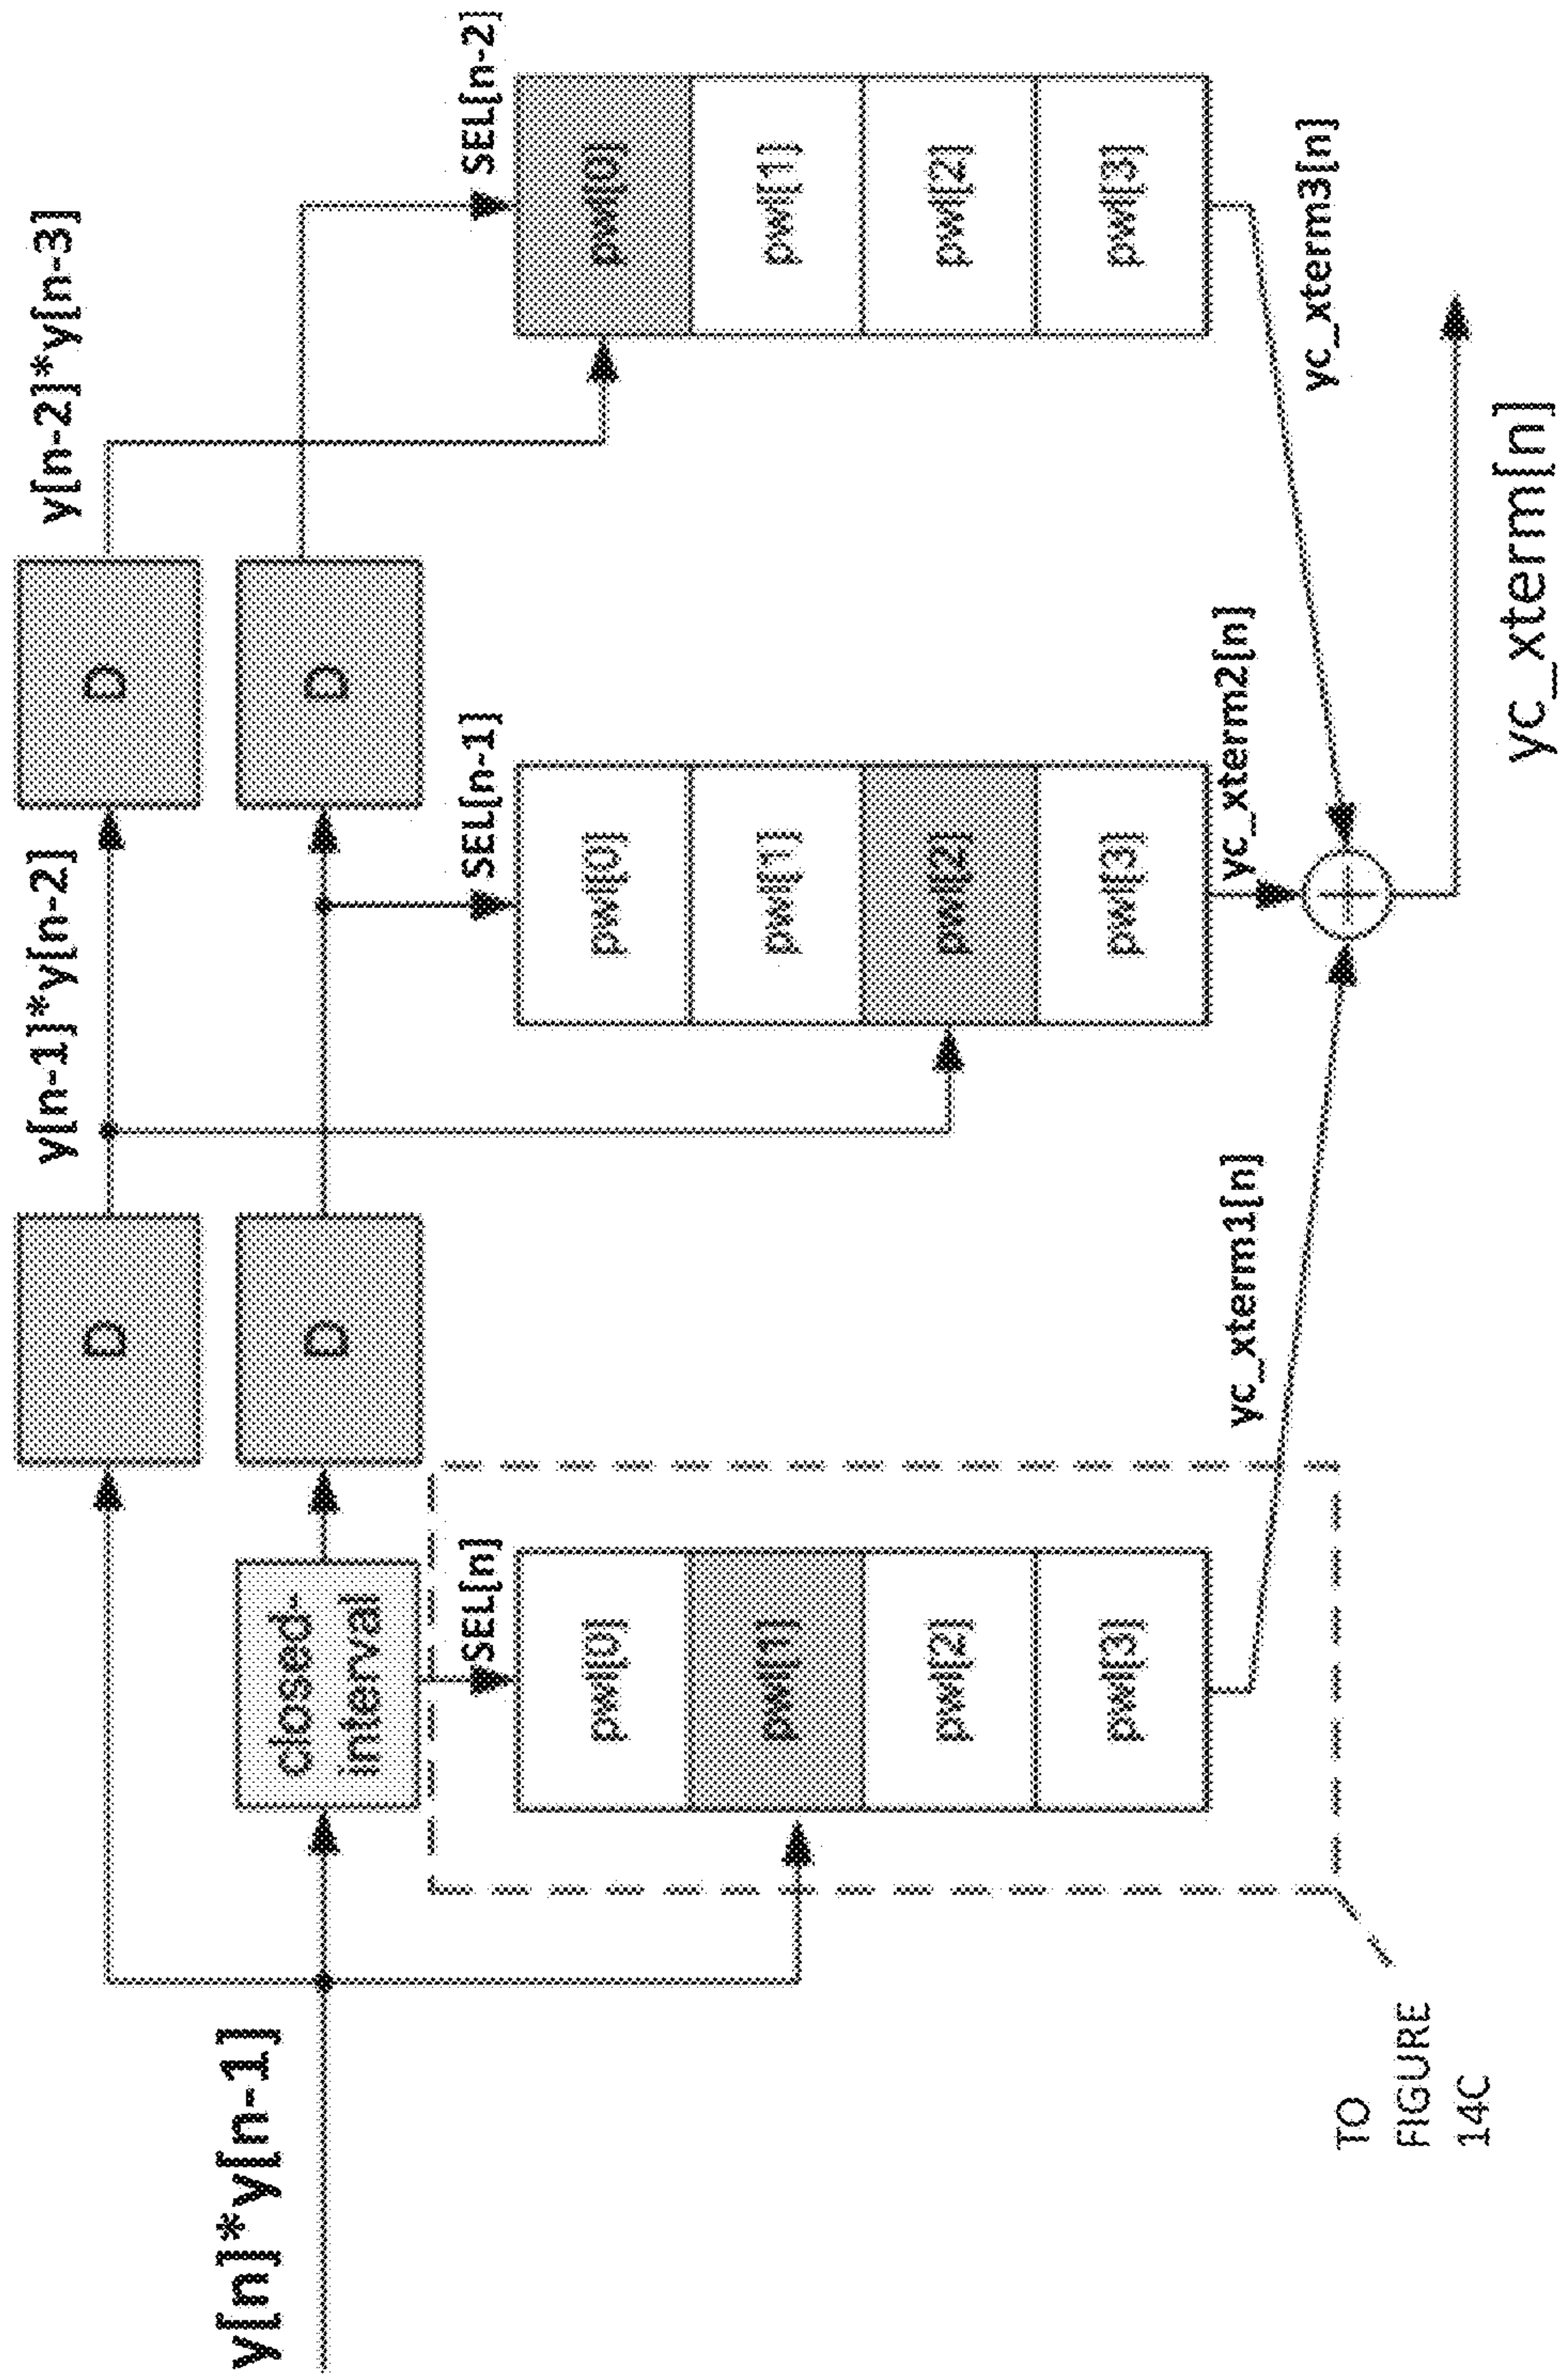 y[n]*y[n-1]
D
y[n-1]*y[n-2]
D
y[n-2]*y[n-3]
closed-
interval
D
D
SEL[n]
pwl[0]
pwl[1]
pwl[2]
pwl[3]
SEL[n-1]
pwl[0]
pwl[1]
pwl[2]
pwl[3]
SEL[n-2]
pwl[0]
pwl[1]
pwl[2]
pwl[3]
yc_xterm1[n]
yc_xterm2[n]
yc_xterm3[n]
yc_xterm[n]
TO
FIGURE
14C